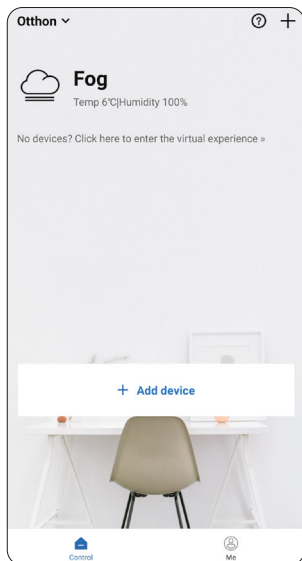 Otthon
Fog
Temp 6℃|Humidity 100%
No devices? Click here to enter the virtual experience »
+ Add device
Control
Me